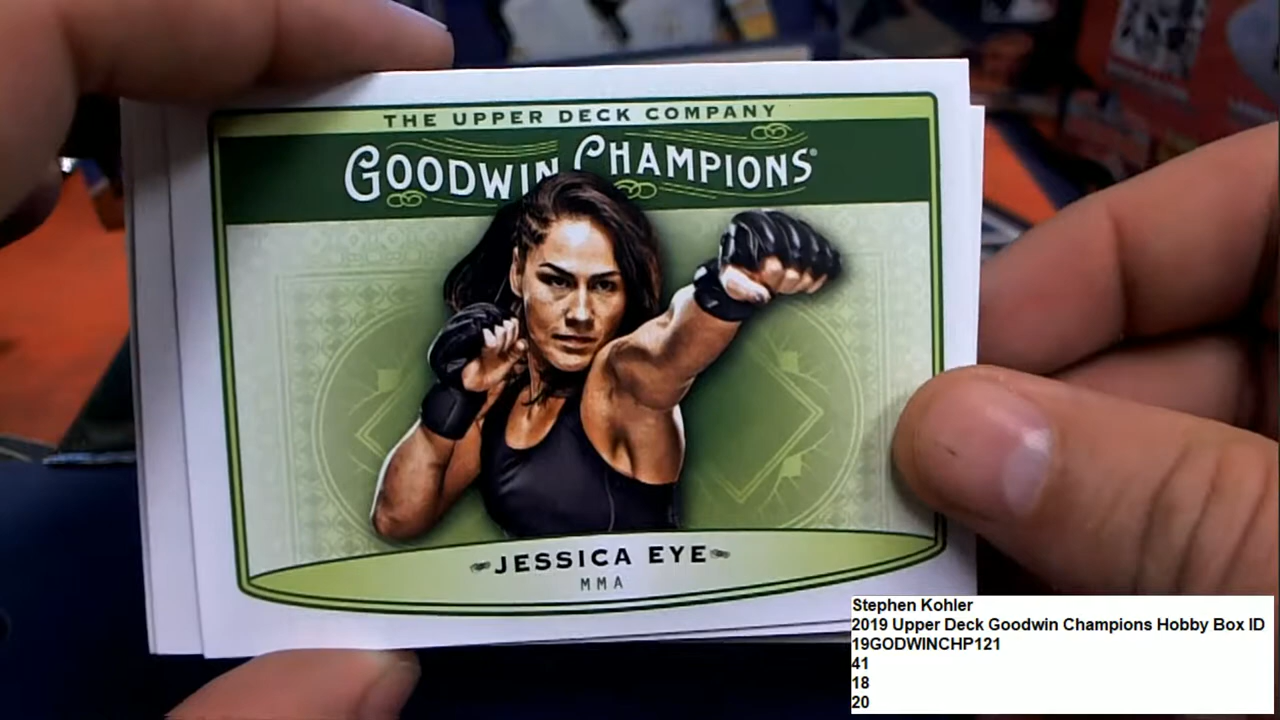 THE UPPER DECK COMPANY
GOODWIN CHAMPIONS
JESSICA EYE
MMA
Stephen Kohler
2019 Upper Deck Goodwin Champions Hobby Box ID
19GODWINCHP121
41
18
20